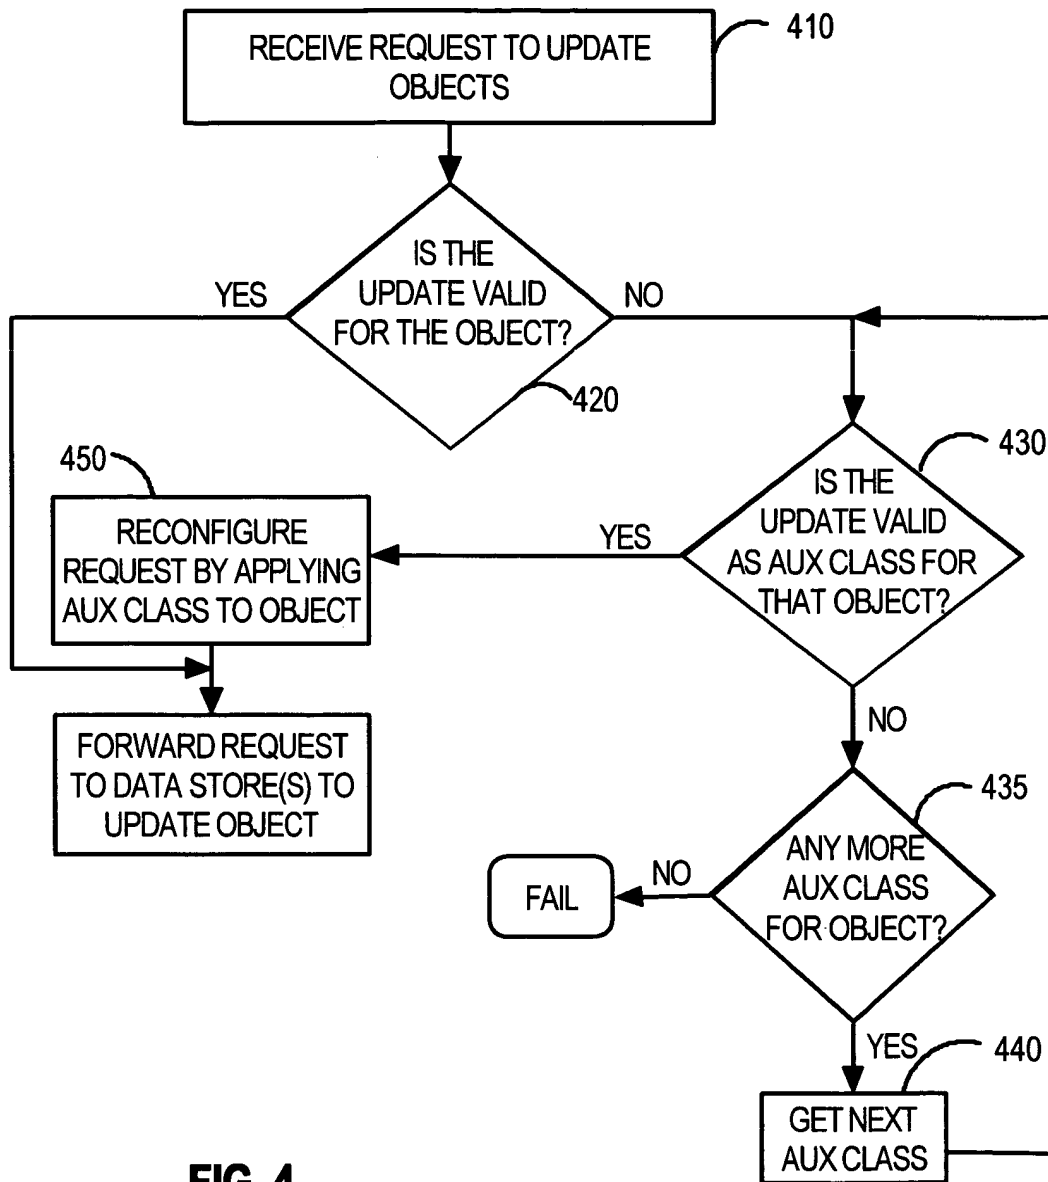 RECEIVE REQUEST TO UPDATE
OBJECTS
410
IS THE
UPDATE VALID
FOR THE OBJECT?
YES
NO
420
430
IS THE
UPDATE VALID
AS AUX CLASS FOR
THAT OBJECT?
YES
450
RECONFIGURE
REQUEST BY APPLYING
AUX CLASS TO OBJECT
NO
FORWARD REQUEST
TO DATA STORE(S) TO
UPDATE OBJECT
435
ANY MORE
AUX CLASS
FOR OBJECT?
NO
FAIL
YES
440
GET NEXT
AUX CLASS
FIG. 4